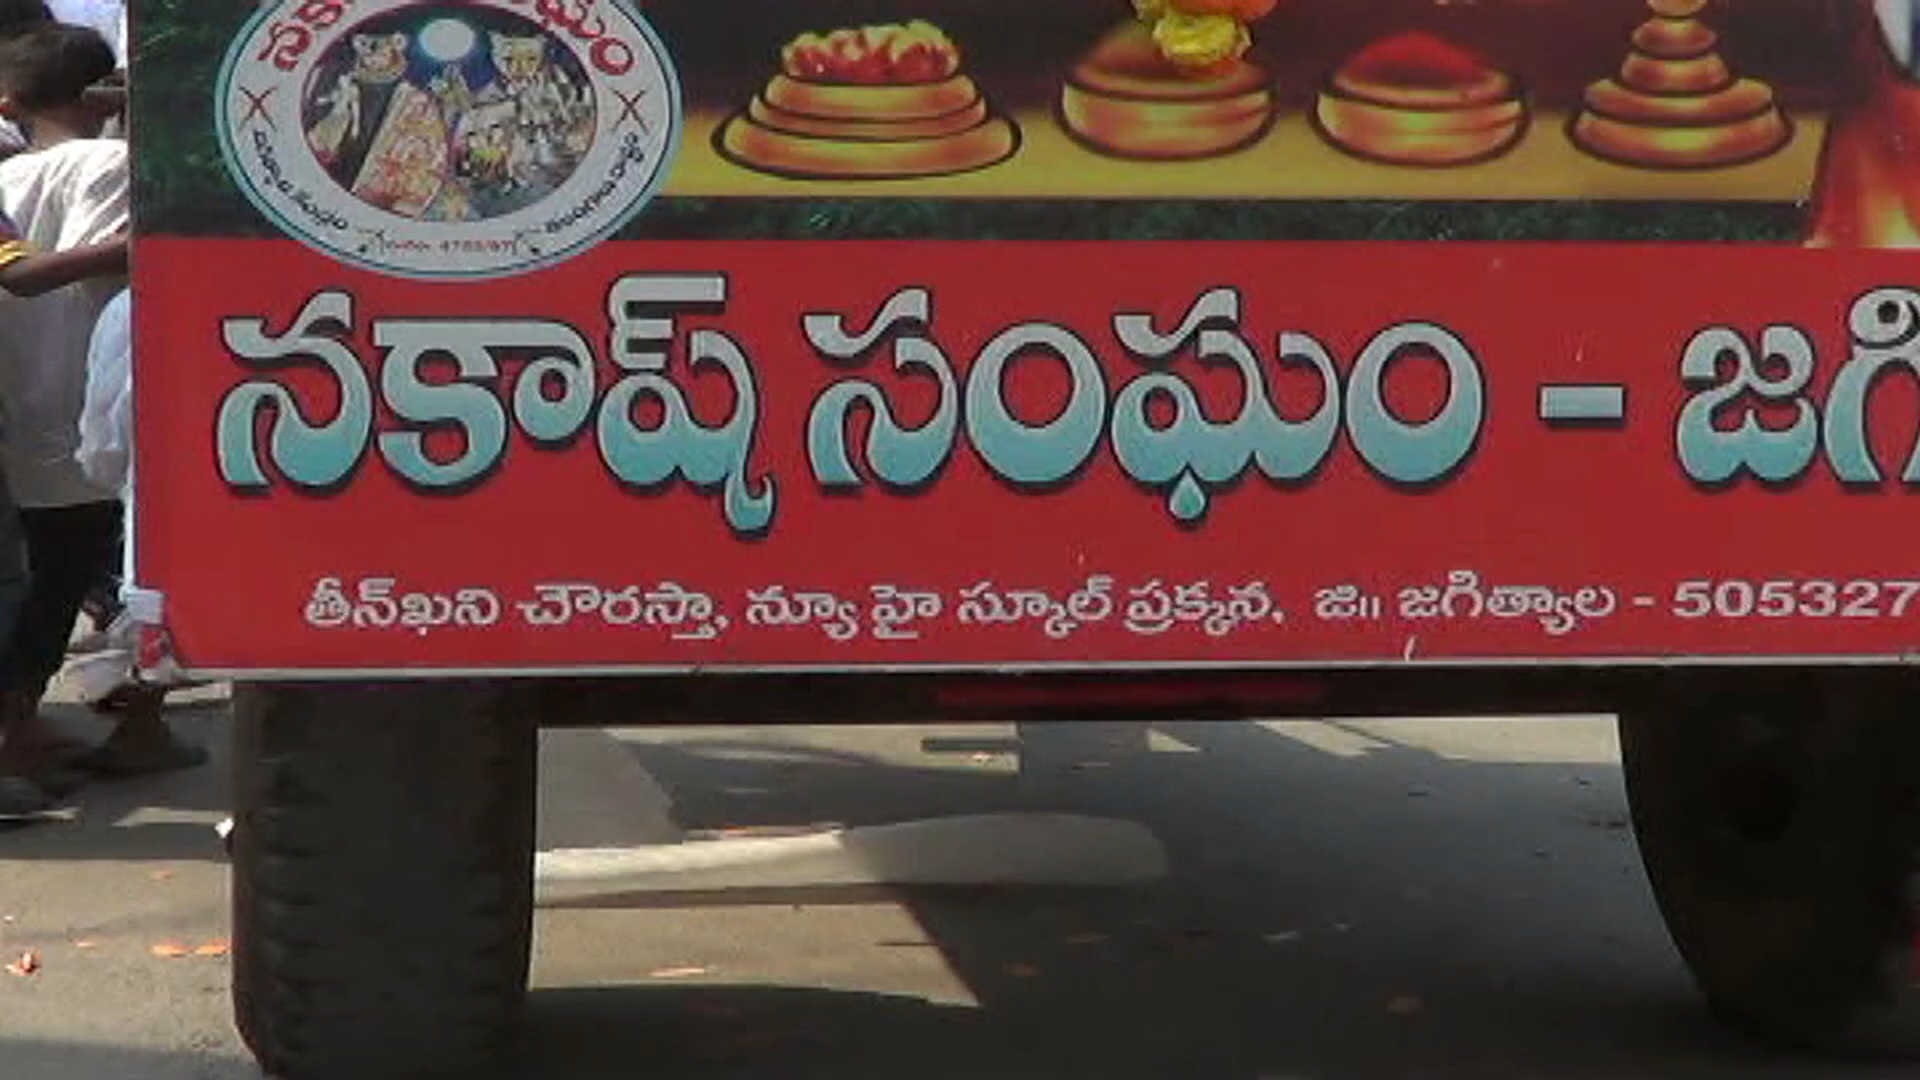 నకాష్ సంఘం - జగి
తీన్‌ఖని చౌరస్తా, న్యూ హై స్కూల్ ప్రక్కన, జి॥ జగిత్యాల - 505327